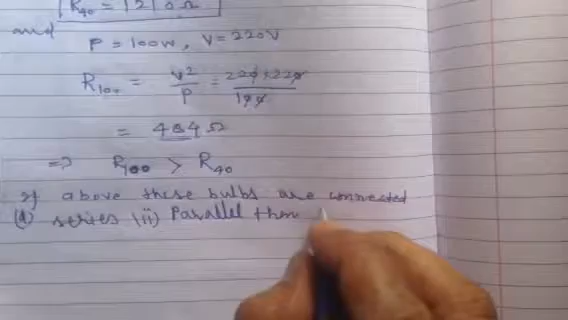 R₄₀ = 1210 Ω
and
P = 100W, V = 220V
R₁₀₀ = V²/P = 220×220/100
= 484 Ω
=> R₁₀₀ > R₄₀
If above these bulbs are connected
(i) series (ii) Parallel then